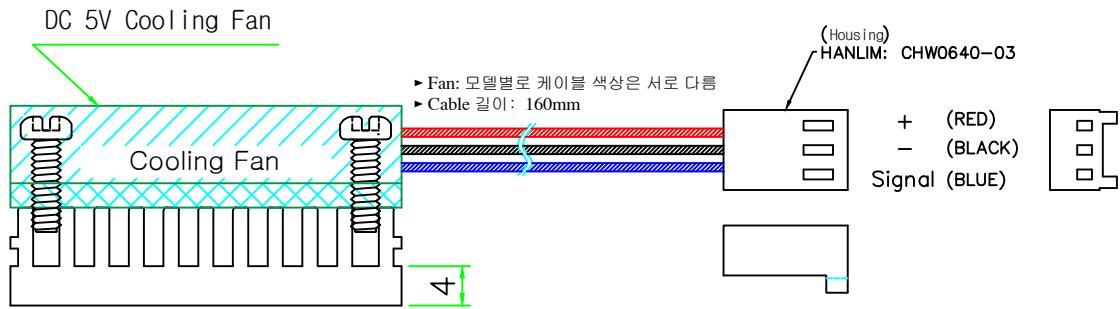 DC 5V Cooling Fan
(Housing)
HANLIM: CHW0640-03
► Fan: 모델별로 케이블 색상은 서로 다름
► Cable 길이: 160mm
+ (RED)
Cooling Fan
- (BLACK)
Signal (BLUE)
4